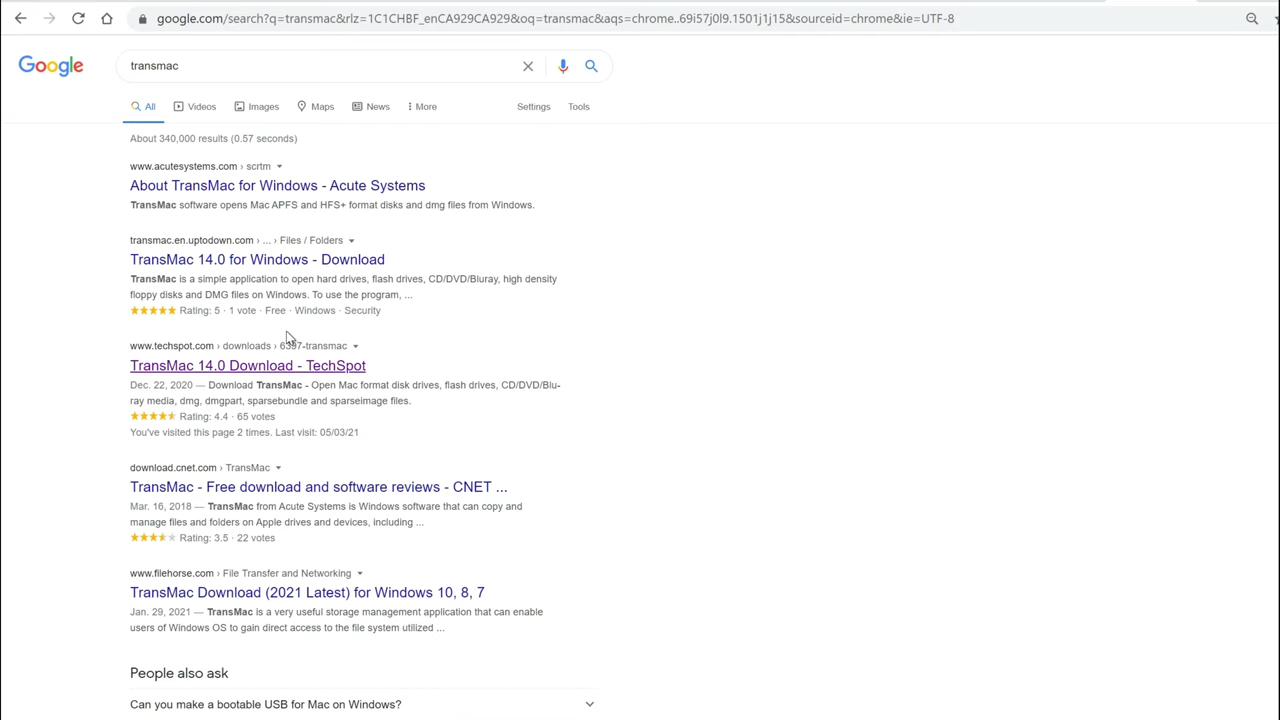 google.com/search?q=transmac&rlz=1C1CHBF_enCA929CA929&oq=transmac&aqs=chrome..69i57j0l9.1501j1j15&sourceid=chrome&ie=UTF-8
Google
transmac
All Videos Images Maps News More Settings Tools
About 340,000 results (0.57 seconds)
www.acutesystems.com › scrtm
About TransMac for Windows - Acute Systems
TransMac software opens Mac APFS and HFS+ format disks and dmg files from Windows.
transmac.en.uptodown.com › ... › Files / Folders
TransMac 14.0 for Windows - Download
TransMac is a simple application to open hard drives, flash drives, CD/DVD/Bluray, high density
floppy disks and DMG files on Windows. To use the program, ...
Rating: 5 · 1 vote · Free · Windows · Security
www.techspot.com › downloads › 6337-transmac
TransMac 14.0 Download - TechSpot
Dec. 22, 2020 — Download TransMac - Open Mac format disk drives, flash drives, CD/DVD/Blu-
ray media, dmg, dmgpart, sparsebundle and sparseimage files.
Rating: 4.4 · 65 votes
You've visited this page 2 times. Last visit: 05/03/21
download.cnet.com › TransMac
TransMac - Free download and software reviews - CNET ...
Mar. 16, 2018 — TransMac from Acute Systems is Windows software that can copy and
manage files and folders on Apple drives and devices, including ...
Rating: 3.5 · 22 votes
www.filehorse.com › File Transfer and Networking
TransMac Download (2021 Latest) for Windows 10, 8, 7
Jan. 29, 2021 — TransMac is a very useful storage management application that can enable
users of Windows OS to gain direct access to the file system utilized ...
People also ask
Can you make a bootable USB for Mac on Windows?